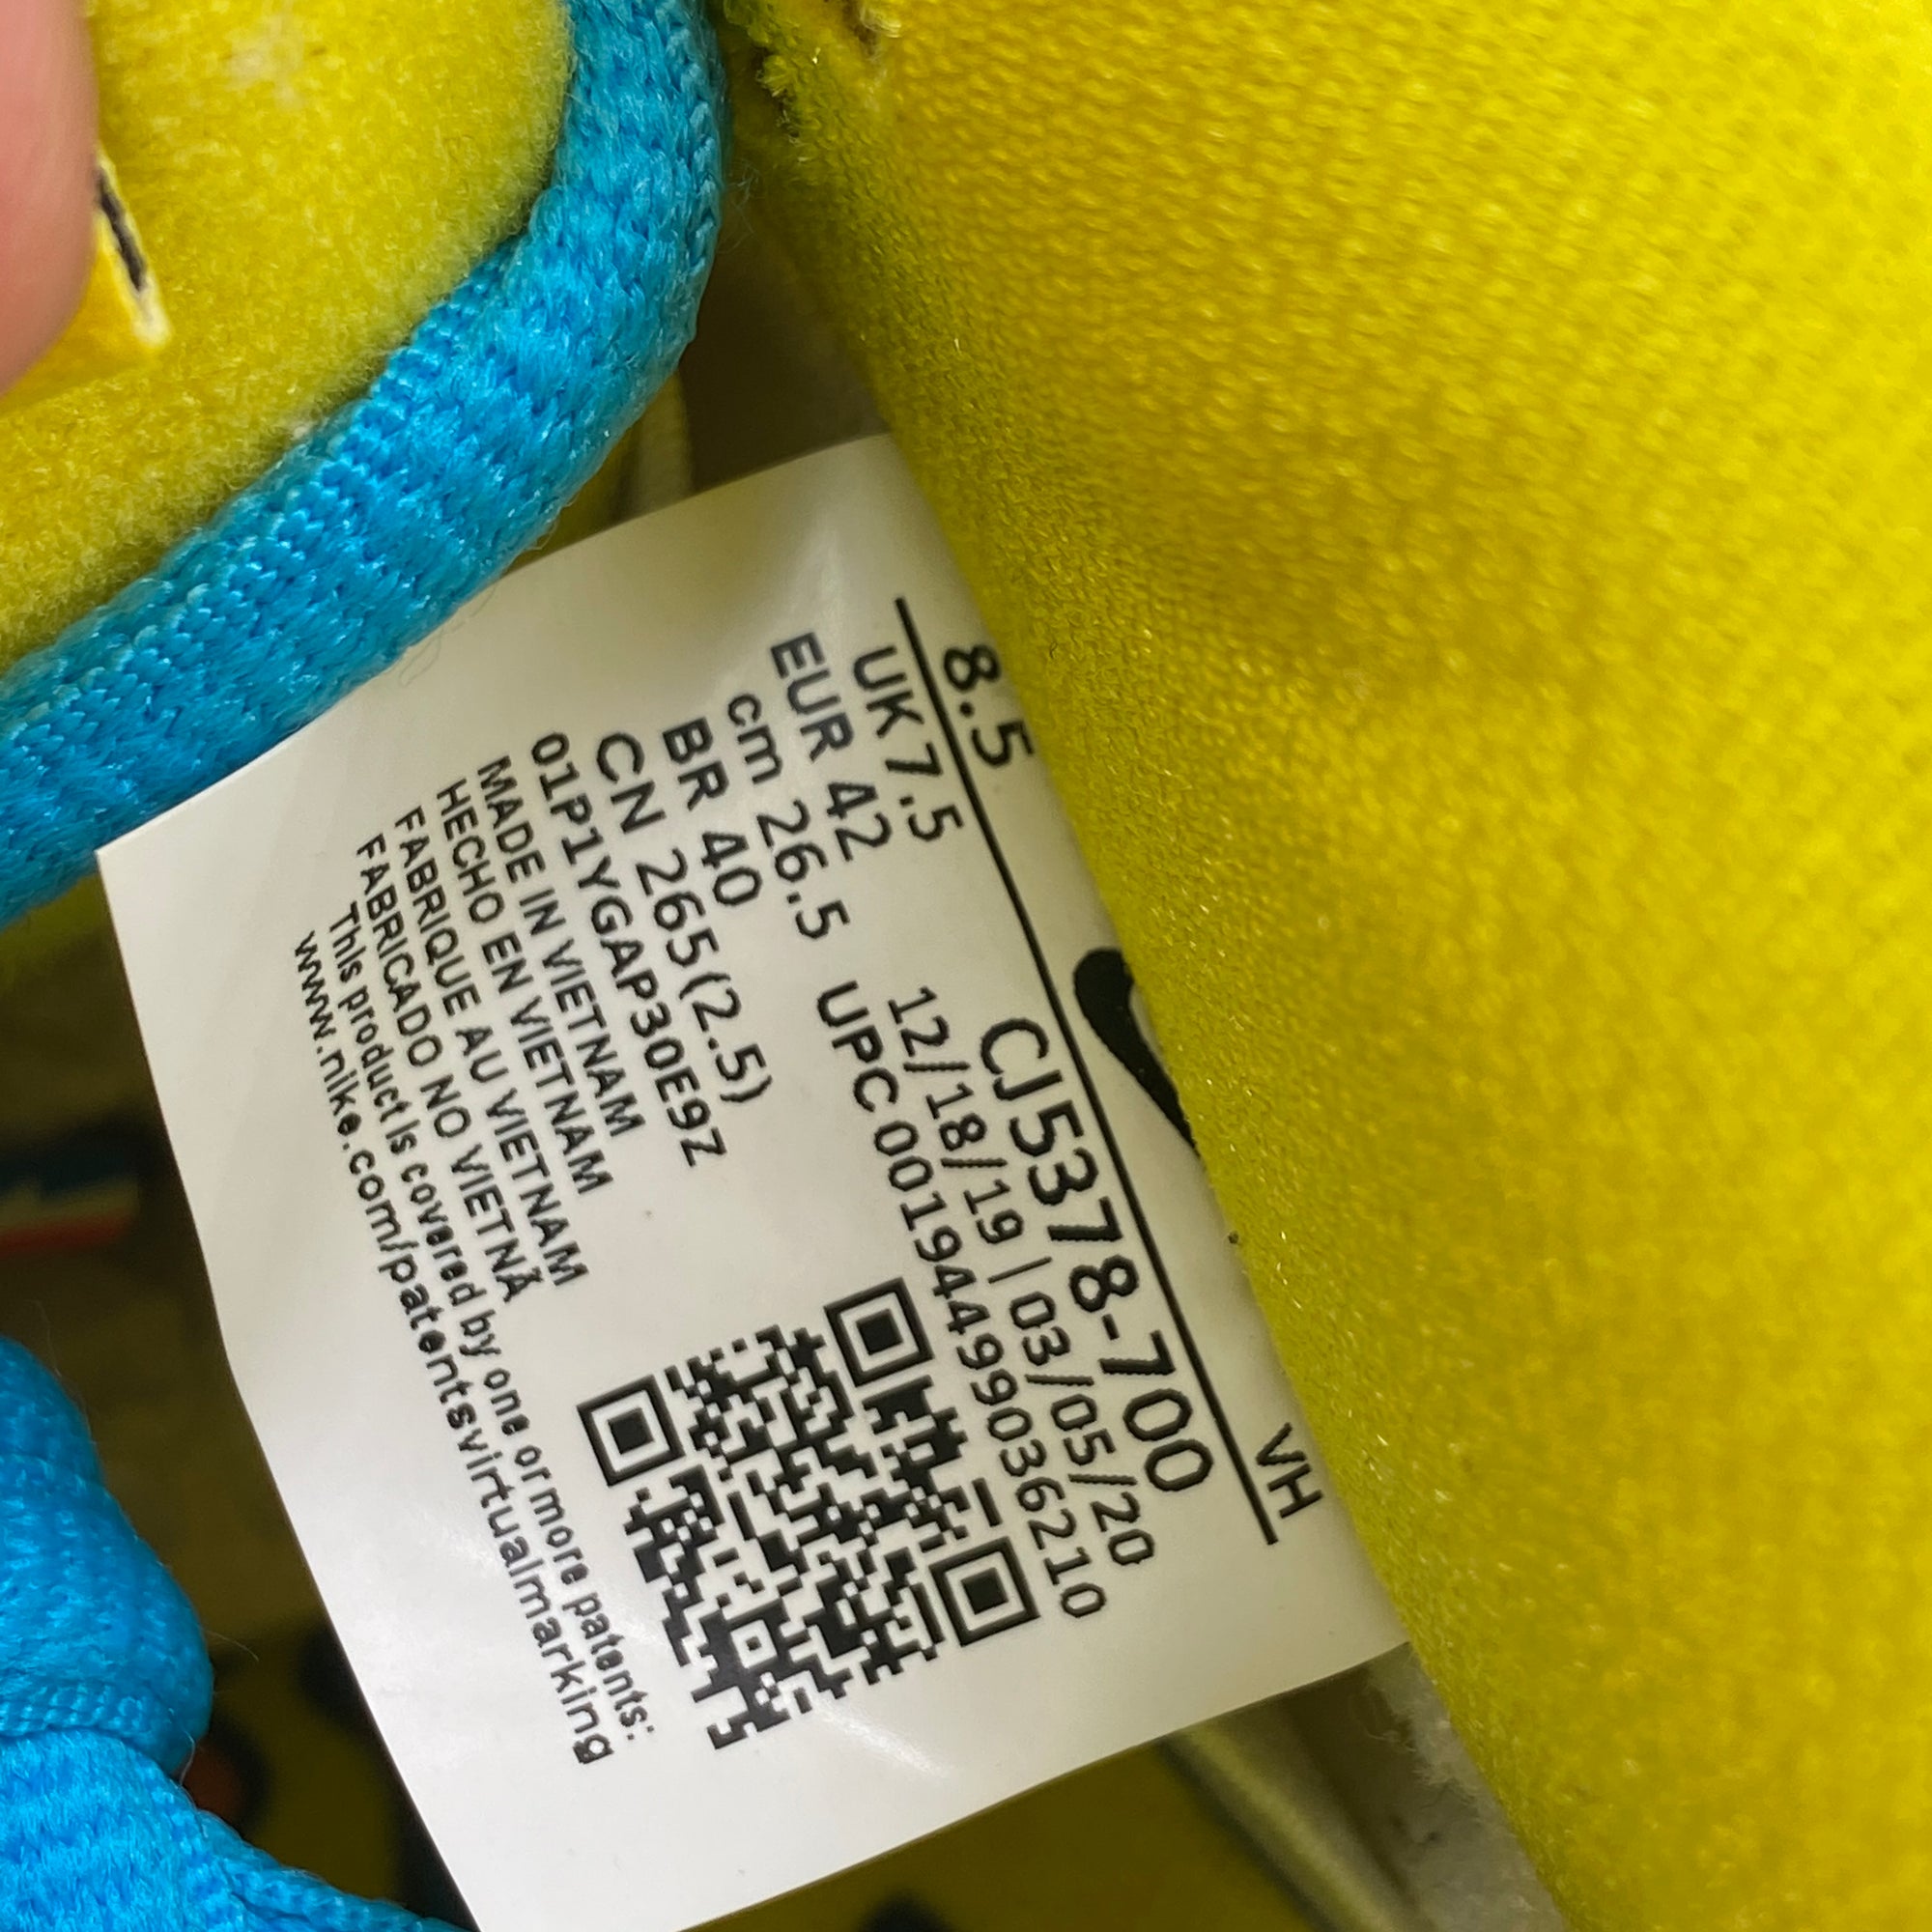 8.5
VH
UK 7.5
CJ5378-700
EUR 42
12/18/19 | 03/05/20
cm 26.5
UPC 00194499036210
BR 40
CN 265(2.5)
01P1YGAP30E9Z
MADE IN VIETNAM
HECHO EN VIETNAM
FABRIQUE AU VIETNAM
FABRICADO NO VIETNÃ
This product is covered by one or more patents:
www.nike.com/patentsvirtualmarking